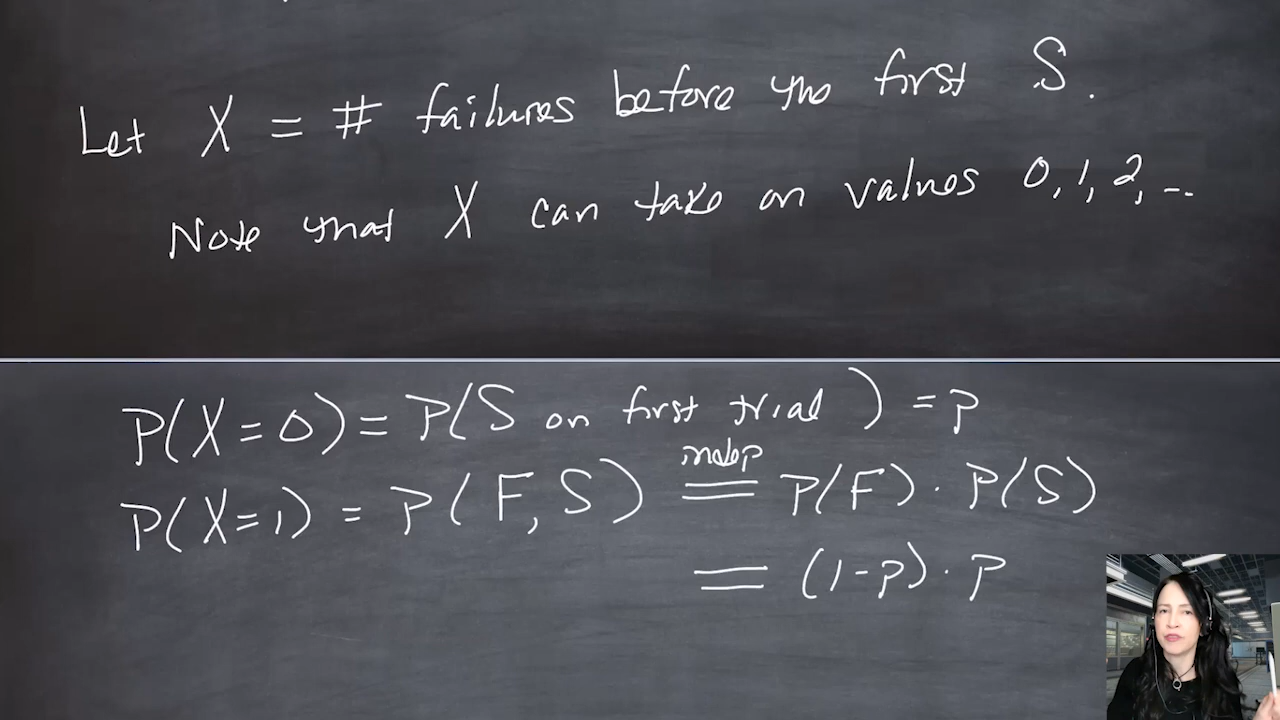 Let X = # failures before the first S.
Note that X can take on values 0, 1, 2, ...
P(X=0) = P(S on first trial) = p
P(X=1) = P(F, S) = P(F) · P(S)
indep
= (1-p) · p